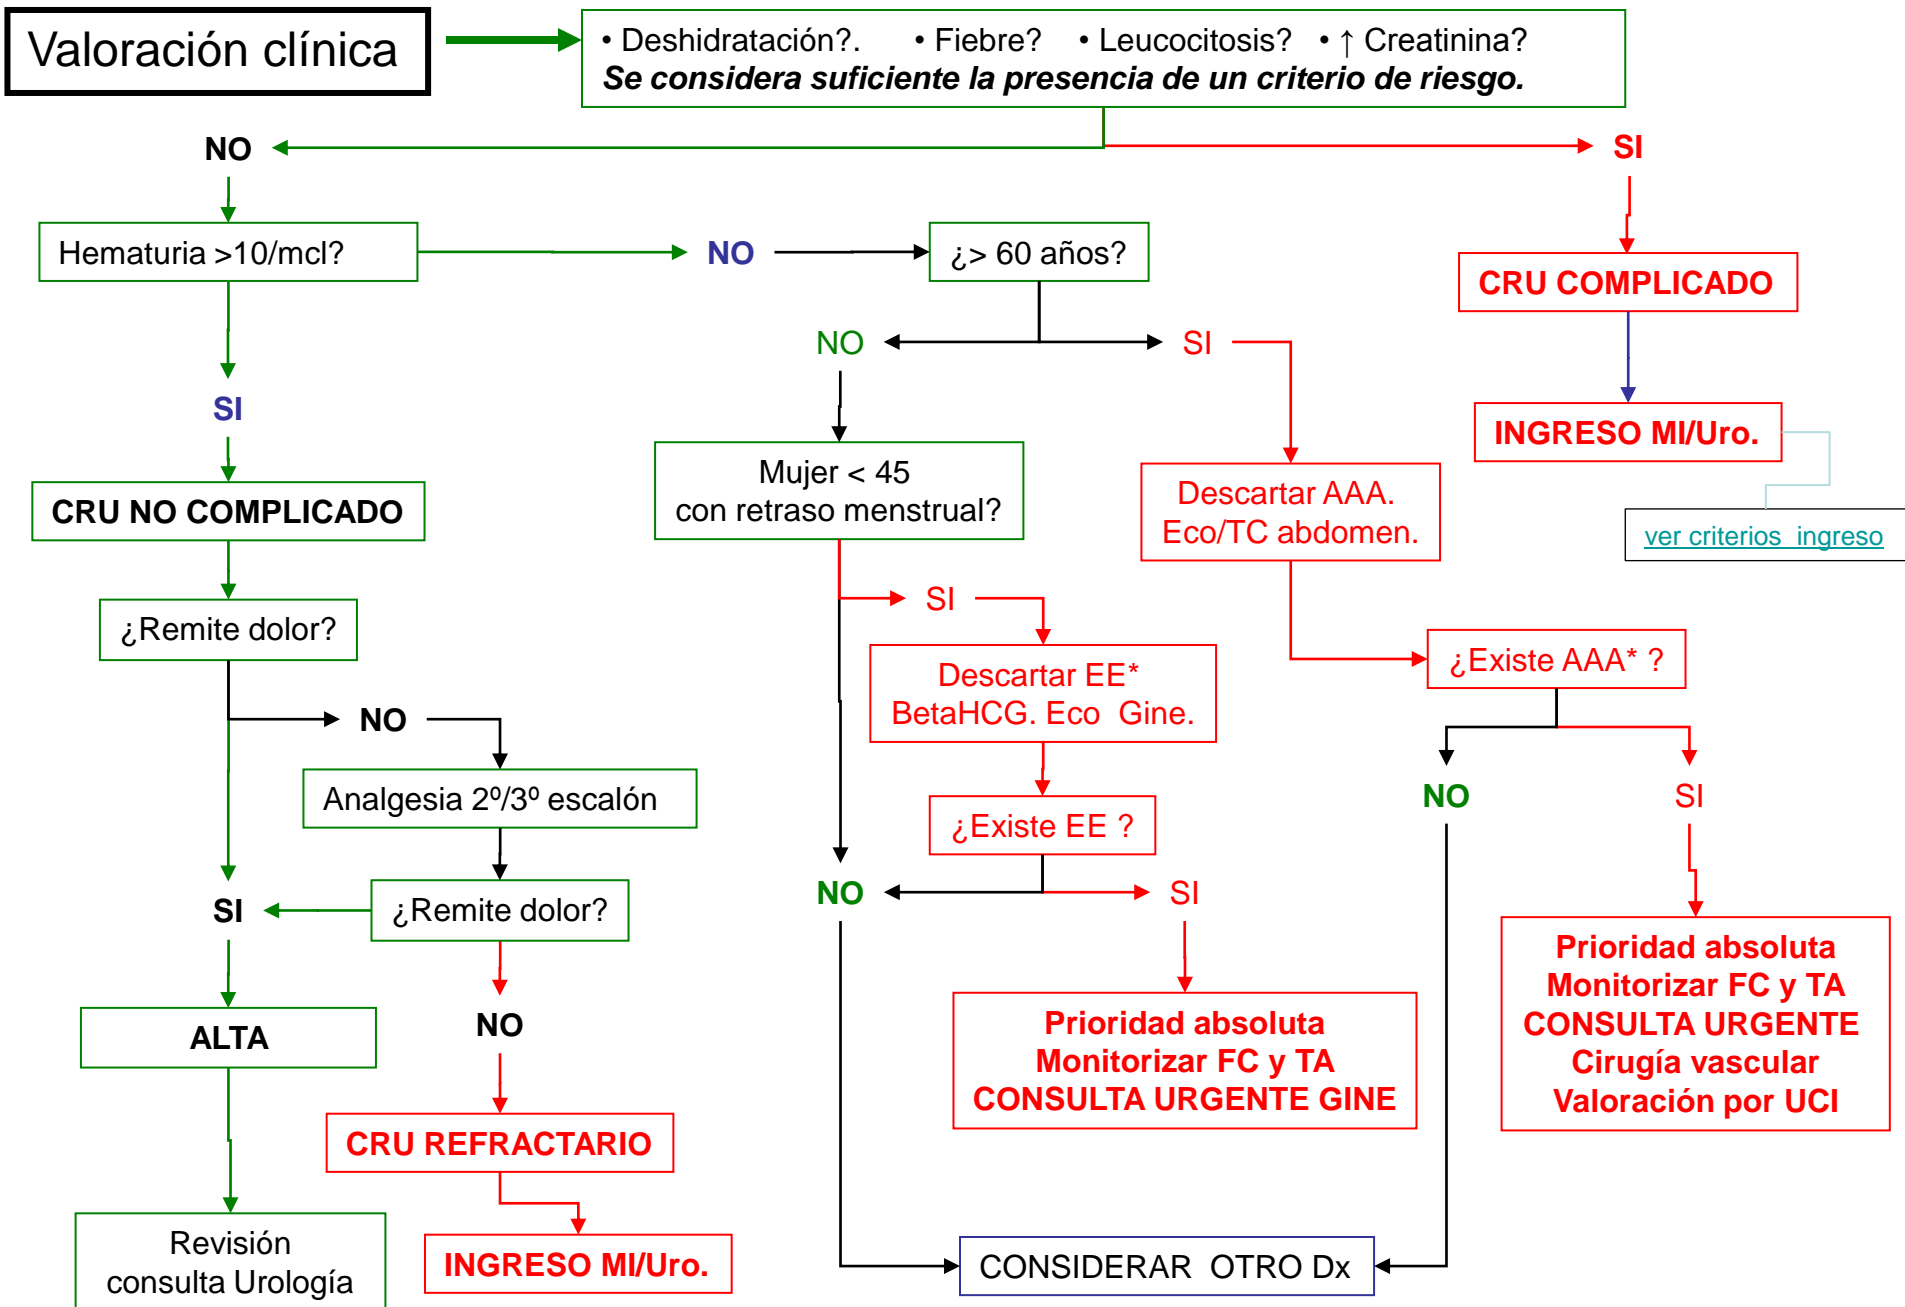 Valoración clínica
• Deshidratación?. • Fiebre? • Leucocitosis? • ↑ Creatinina?
Se considera suficiente la presencia de un criterio de riesgo.
NO
SI
Hematuria >10/mcl?
NO
¿> 60 años?
CRU COMPLICADO
NO
SI
SI
INGRESO MI/Uro.
Mujer < 45
con retraso menstrual?
Descartar AAA.
Eco/TC abdomen.
CRU NO COMPLICADO
ver criterios  ingreso
SI
¿Remite dolor?
¿Existe AAA* ?
Descartar EE*
BetaHCG. Eco  Gine.
NO
Analgesia 2º/3º escalón
NO
SI
¿Existe EE ?
SI
¿Remite dolor?
NO
SI
Prioridad absoluta
Monitorizar FC y TA
CONSULTA URGENTE
Cirugía vascular
Valoración por UCI
ALTA
NO
Prioridad absoluta
Monitorizar FC y TA
CONSULTA URGENTE GINE
CRU REFRACTARIO
Revisión
consulta Urología
INGRESO MI/Uro.
CONSIDERAR  OTRO Dx